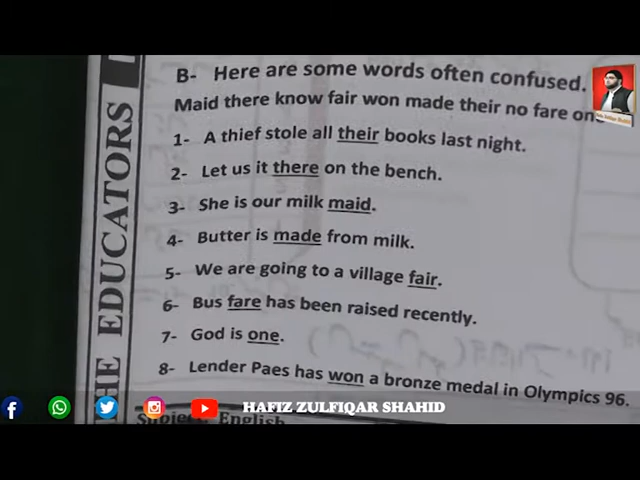 THE EDUCATORS
B- Here are some words often confused.
Maid there know fair won made their no fare one
1- A thief stole all their books last night.
2- Let us it there on the bench.
3- She is our milk maid.
4- Butter is made from milk.
5- We are going to a village fair.
6- Bus fare has been raised recently.
7- God is one.
8- Lender Paes has won a bronze medal in Olympics 96.
HAFIZ ZULFIQAR SHAHID
Subject: English